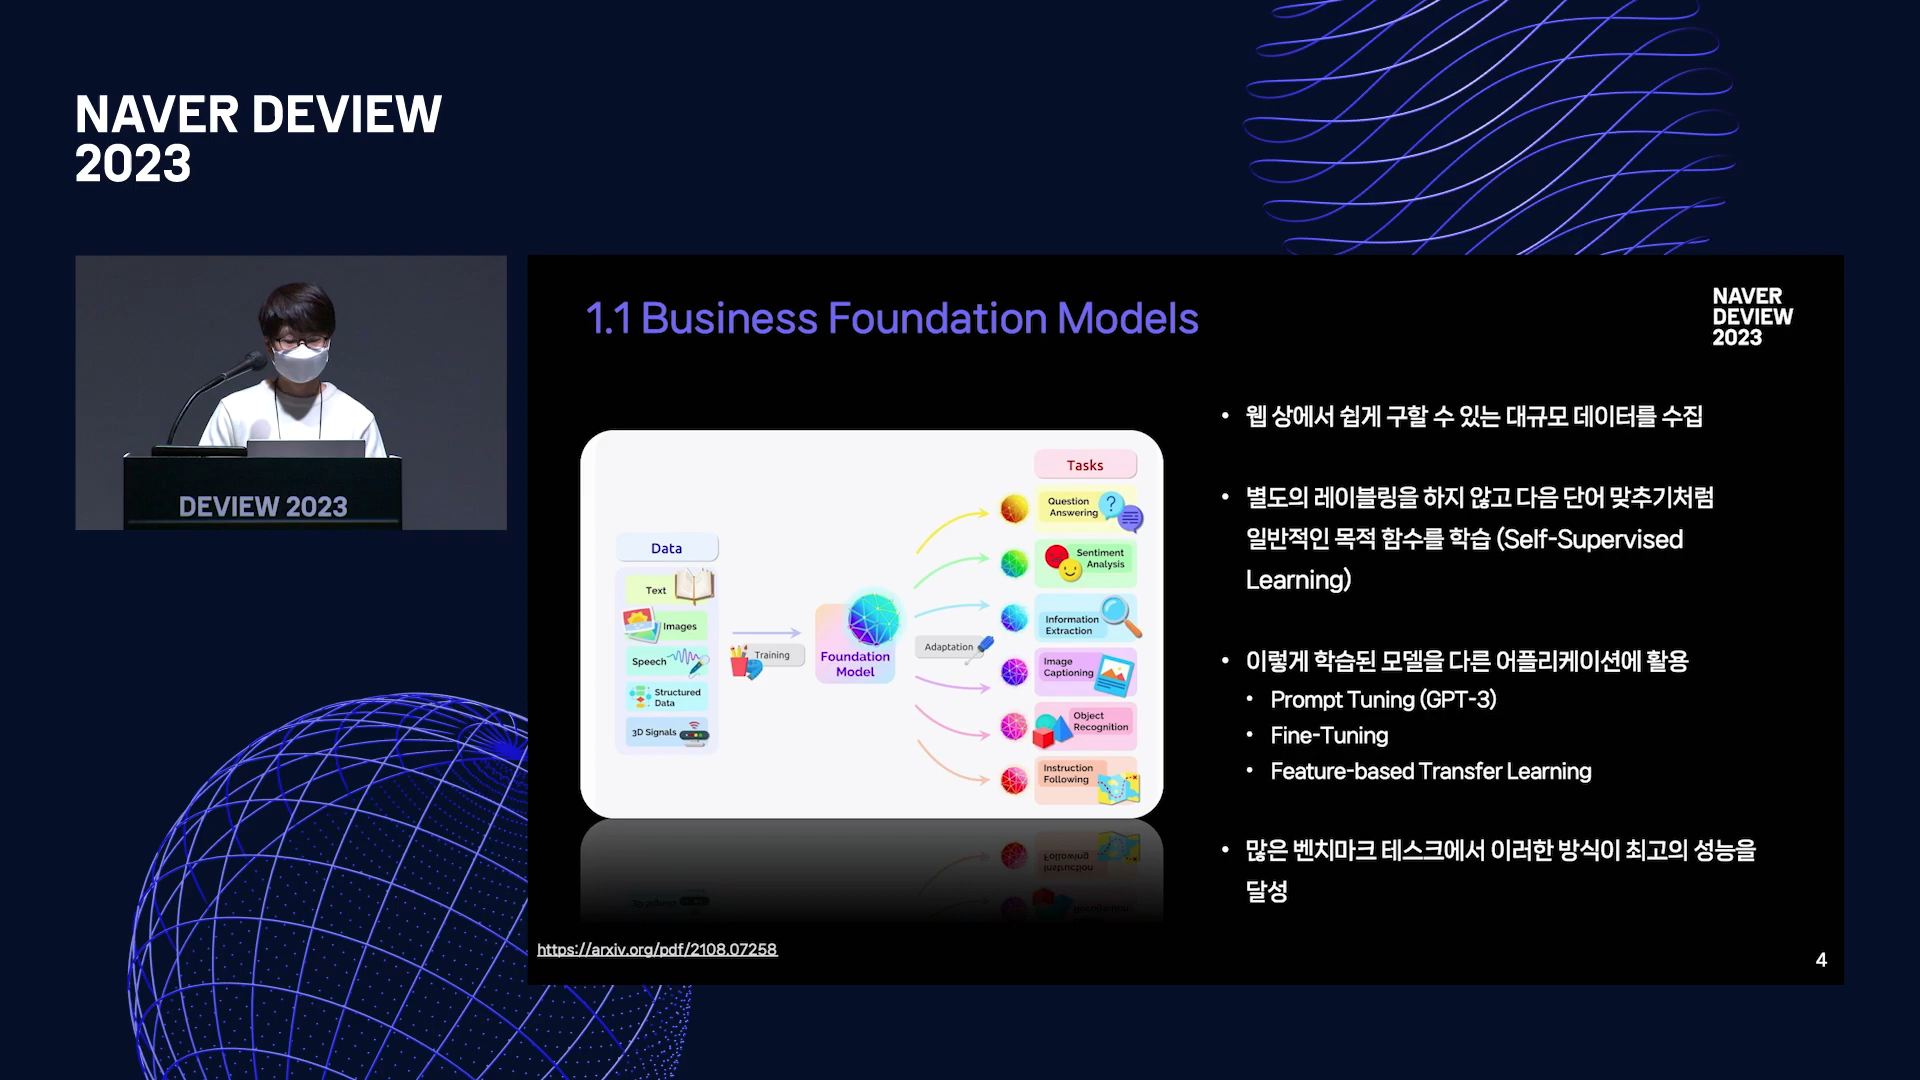 NAVER DEVIEW
2023
DEVIEW 2023
1.1 Business Foundation Models
NAVER
DEVIEW
2023
Data
Text
Images
Speech
Structured
Data
3D Signals
Training
Foundation
Model
Adaptation
Tasks
Question
Answering
Sentiment
Analysis
Information
Extraction
Image
Captioning
Object
Recognition
Instruction
Following
• 웹 상에서 쉽게 구할 수 있는 대규모 데이터를 수집
• 별도의 레이블링을 하지 않고 다음 단어 맞추기처럼
일반적인 목적 함수를 학습 (Self-Supervised
Learning)
• 이렇게 학습된 모델을 다른 어플리케이션에 활용
• Prompt Tuning (GPT-3)
• Fine-Tuning
• Feature-based Transfer Learning
• 많은 벤치마크 테스크에서 이러한 방식이 최고의 성능을
달성
https://arxiv.org/pdf/2108.07258
4